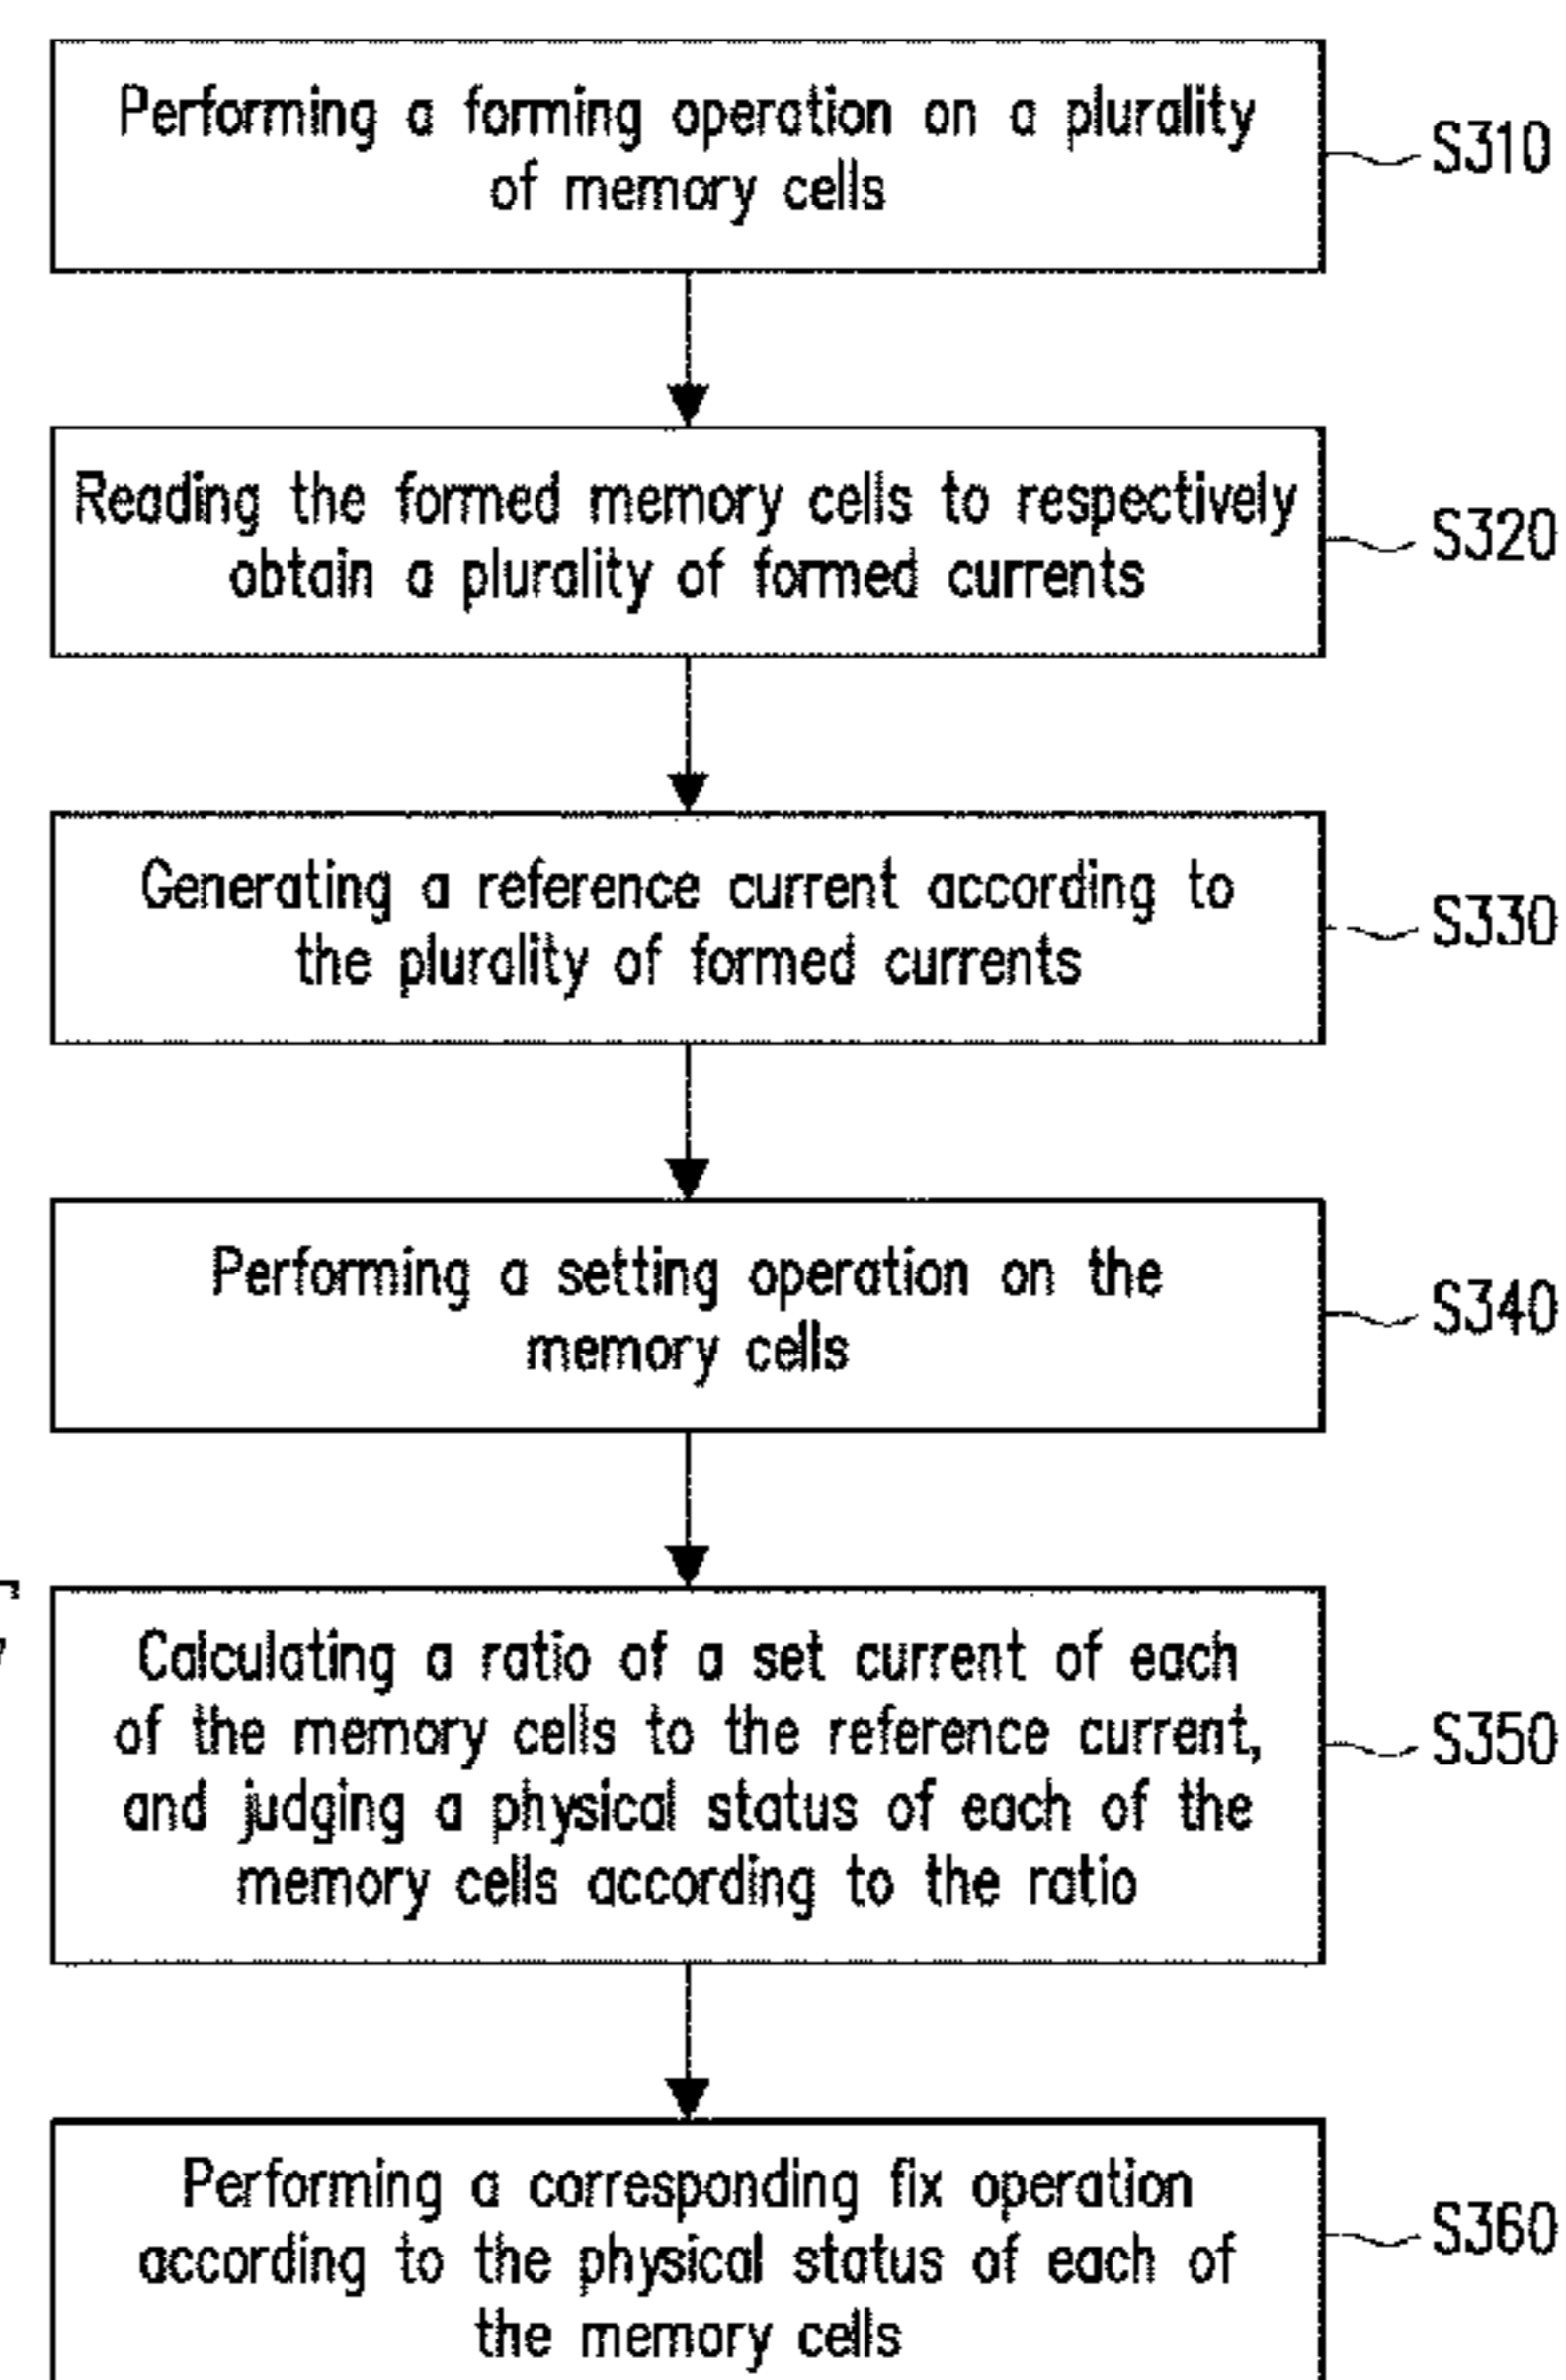 Performing a forming operation on a plurality
of memory cells
S310
Reading the formed memory cells to respectively
obtain a plurality of formed currents
S320
Generating a reference current according to
the plurality of formed currents
S330
Performing a setting operation on the
memory cells
S340
Calculating a ratio of a set current of each
of the memory cells to the reference current,
and judging a physical status of each of the
memory cells according to the ratio
S350
Performing a corresponding fix operation
according to the physical status of each of
the memory cells
S360